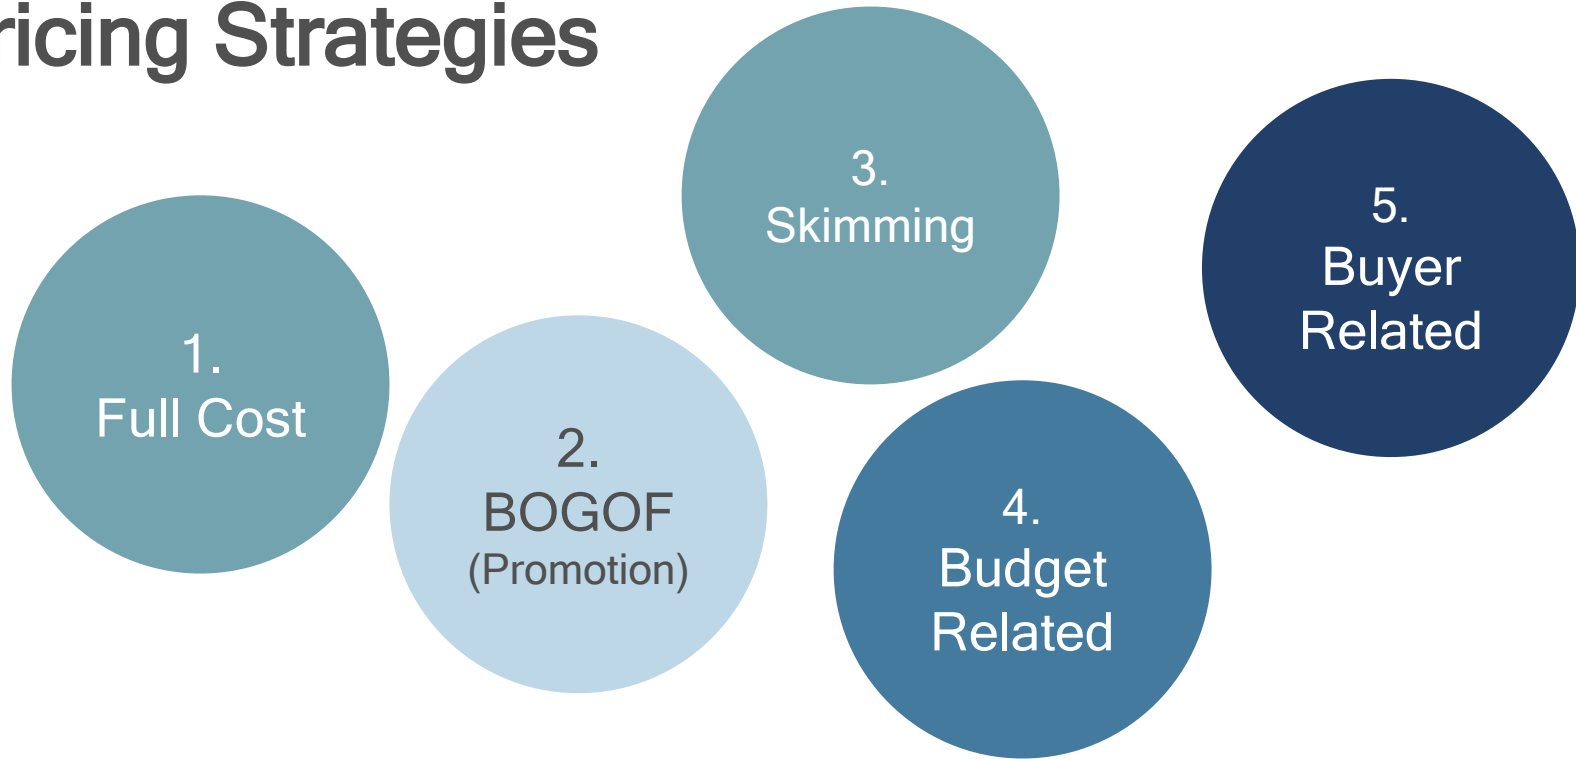 ricing Strategies
1.
Full Cost
2.
BOGOF
(Promotion)
3.
Skimming
4.
Budget
Related
5.
Buyer
Related